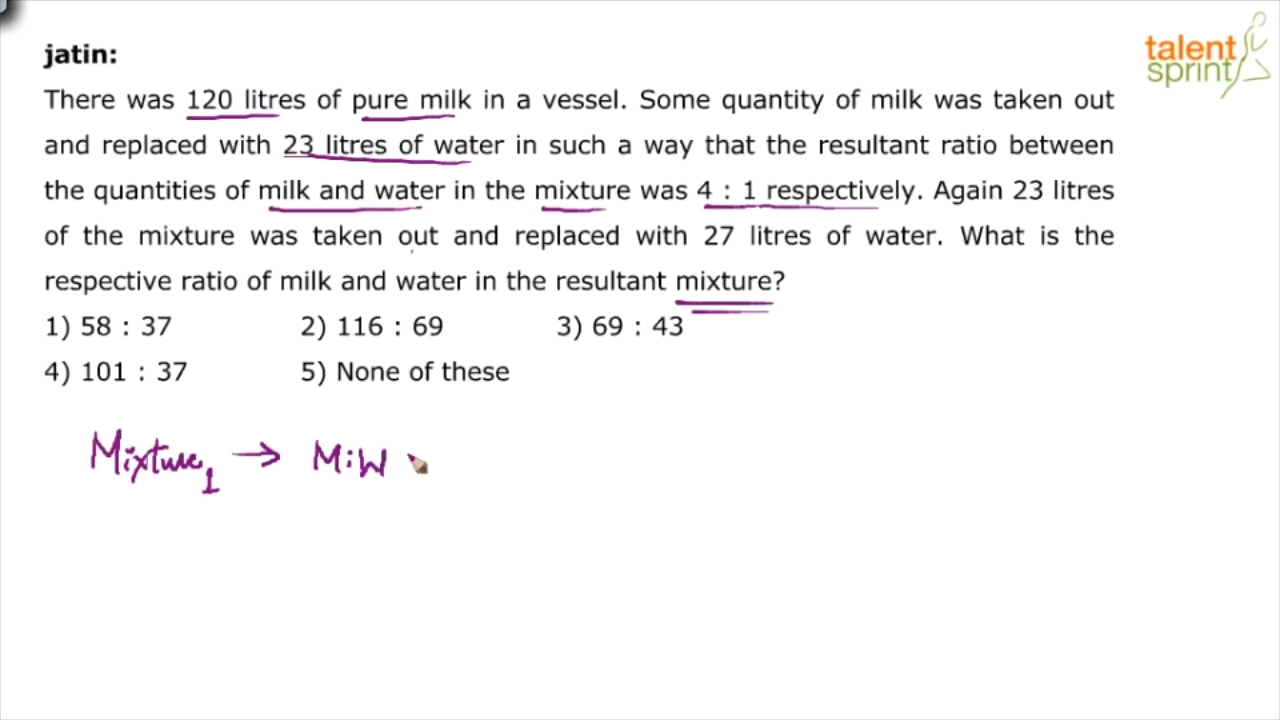 talent
sprint
jatin:
There was 120 litres of pure milk in a vessel. Some quantity of milk was taken out
and replaced with 23 litres of water in such a way that the resultant ratio between
the quantities of milk and water in the mixture was 4 : 1 respectively. Again 23 litres
of the mixture was taken out and replaced with 27 litres of water. What is the
respective ratio of milk and water in the resultant mixture?
1) 58 : 37 2) 116 : 69 3) 69 : 43
4) 101 : 37 5) None of these
Mixture1 → M:W